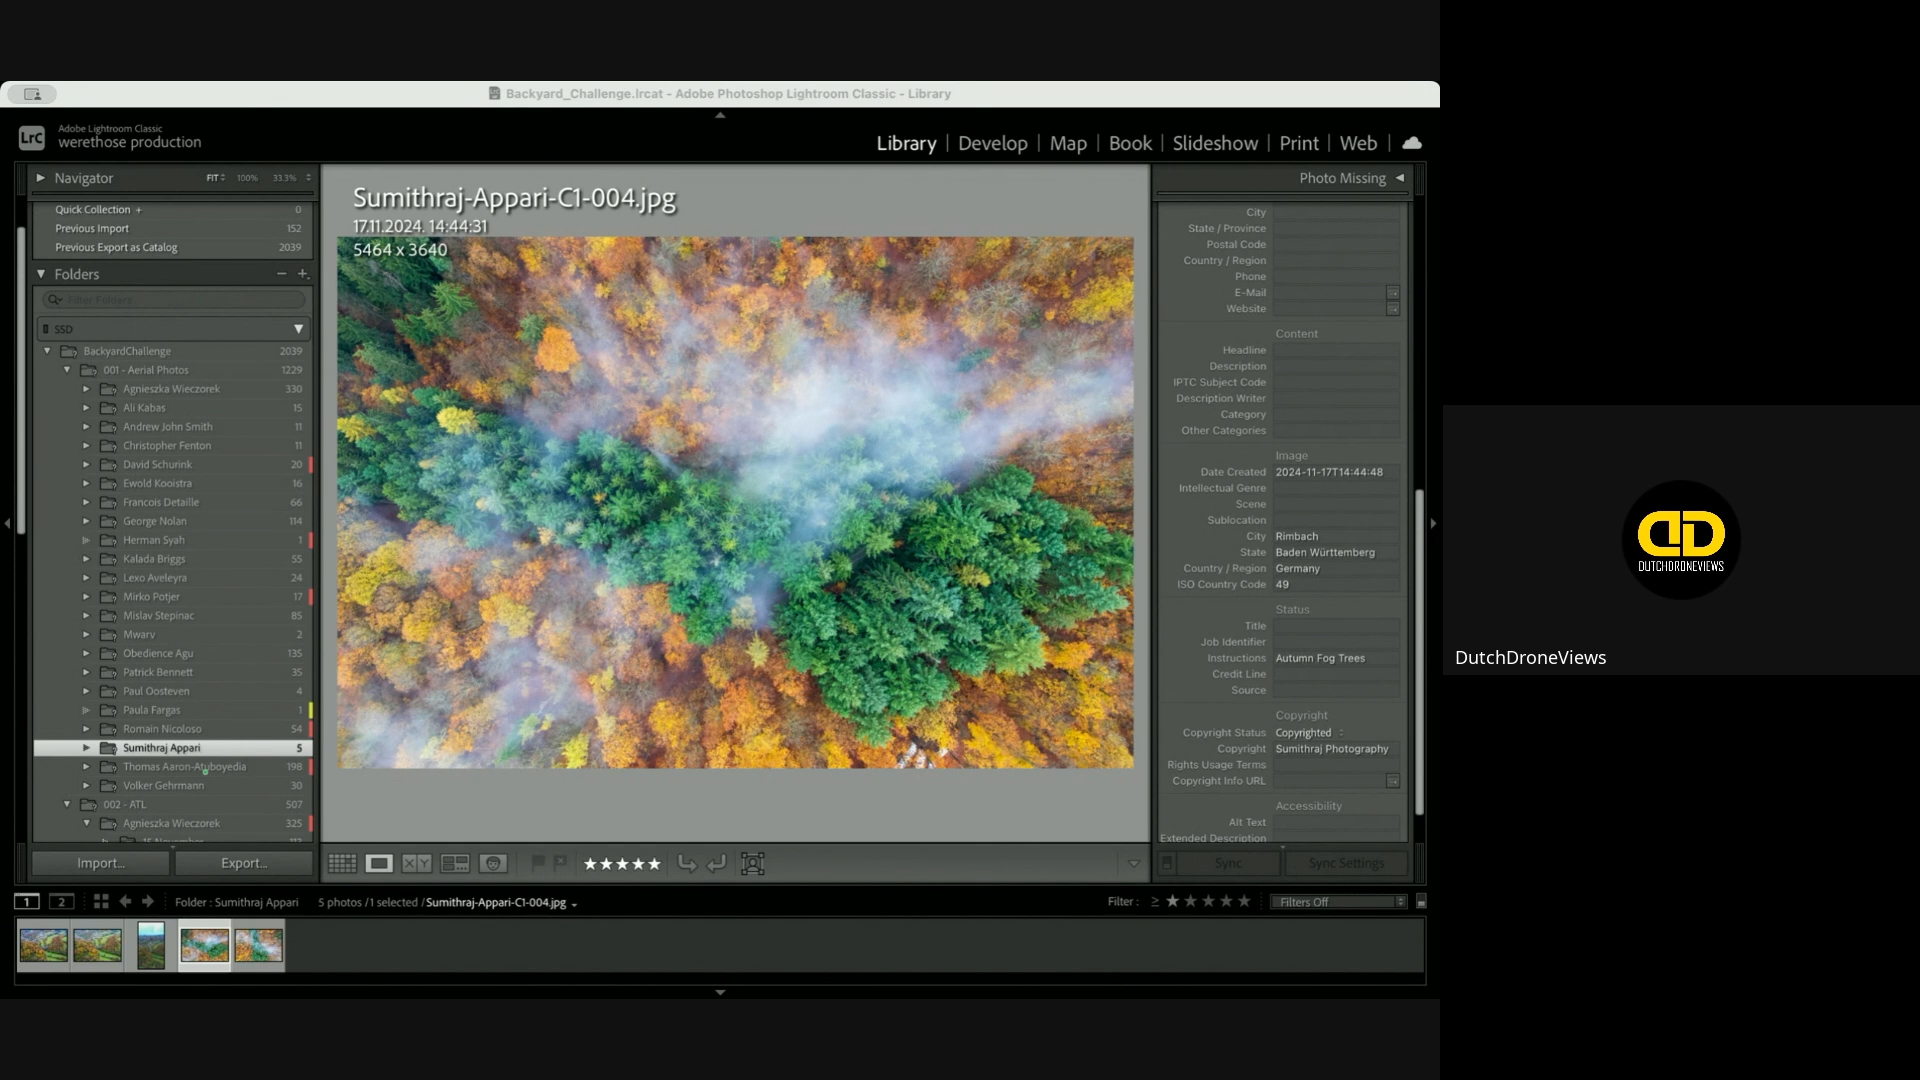 Backyard_Challenge.lrcat - Adobe Photoshop Lightroom Classic - Library
LrC
Adobe Lightroom Classic
werethose production
Library
Develop
Map
Book
Slideshow
Print
Web
Navigator
FIT
100%
33.3%
Quick Collection + 0
Previous Import 152
Previous Export as Catalog 2039
Folders
Filter Folders
SSD
BackyardChallenge 2039
001 - Aerial Photos 1229
Agnieszka Wieczorek 330
Ali Kabas 15
Andrew John Smith 11
Christopher Fenton 11
David Schurink 20
Ewold Kooistra 16
Francois Detaille 66
George Nolan 114
Herman Syah 1
Kalada Briggs 55
Lexo Aveleyra 24
Mirko Potjer 17
Mislav Stepinac 85
Mwarv 2
Obedience Agu 135
Patrick Bennett 35
Paul Oosteven 4
Paula Fargas 1
Romain Nicoloso 54
Sumithraj Appari 5
Thomas Aaron-Atuboyedia 198
Volker Gehrmann 30
002 - ATL 507
Agnieszka Wieczorek 325
Import...
Export...
Sumithraj-Appari-C1-004.jpg
17.11.2024. 14:44:31
5464 x 3640
XY
Photo Missing
City
State / Province
Postal Code
Country / Region
Phone
E-Mail
Website
Content
Headline
Description
IPTC Subject Code
Description Writer
Category
Other Categories
Image
Date Created 2024-11-17T14:44:48
Intellectual Genre
Scene
Sublocation
City Rimbach
State Baden Württemberg
Country / Region Germany
ISO Country Code 49
Status
Title
Job Identifier
Instructions Autumn Fog Trees
Credit Line
Source
Copyright
Copyright Status Copyrighted
Copyright Sumithraj Photography
Rights Usage Terms
Copyright Info URL
Accessibility
Alt Text
Extended Description
Sync
Sync Settings
1
2
Folder : Sumithraj Appari
5 photos / 1 selected / Sumithraj-Appari-C1-004.jpg
Filter :
≥
Filters Off
DUTCHDRONEVIEWS
DutchDroneViews